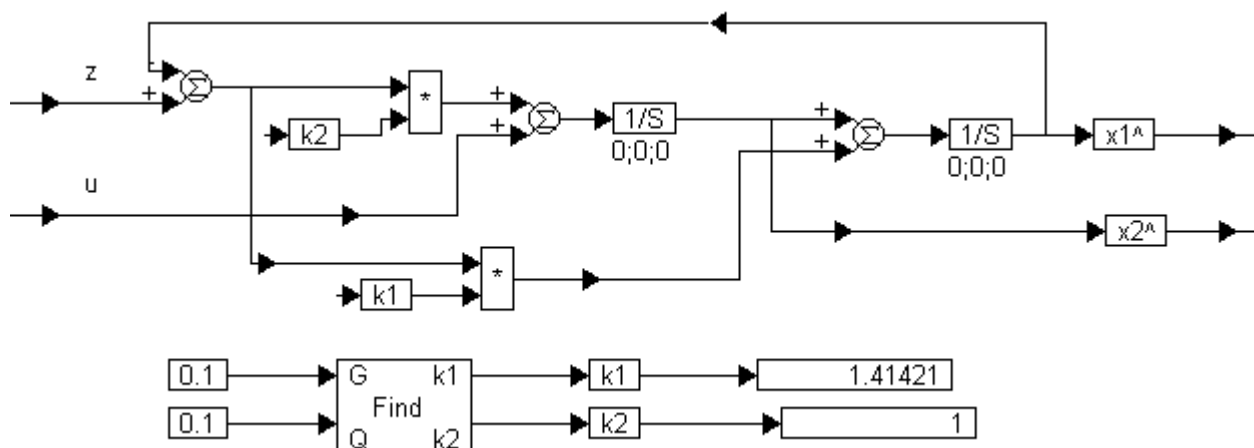 -
z
+
Σ
k2
*
+
+
Σ
1/S
0;0;0
+
+
Σ
1/S
0;0;0
x1^
u
x2^
k1
*
0.1
G k1
k1
1.41421
Find
0.1
Q k2
k2
1